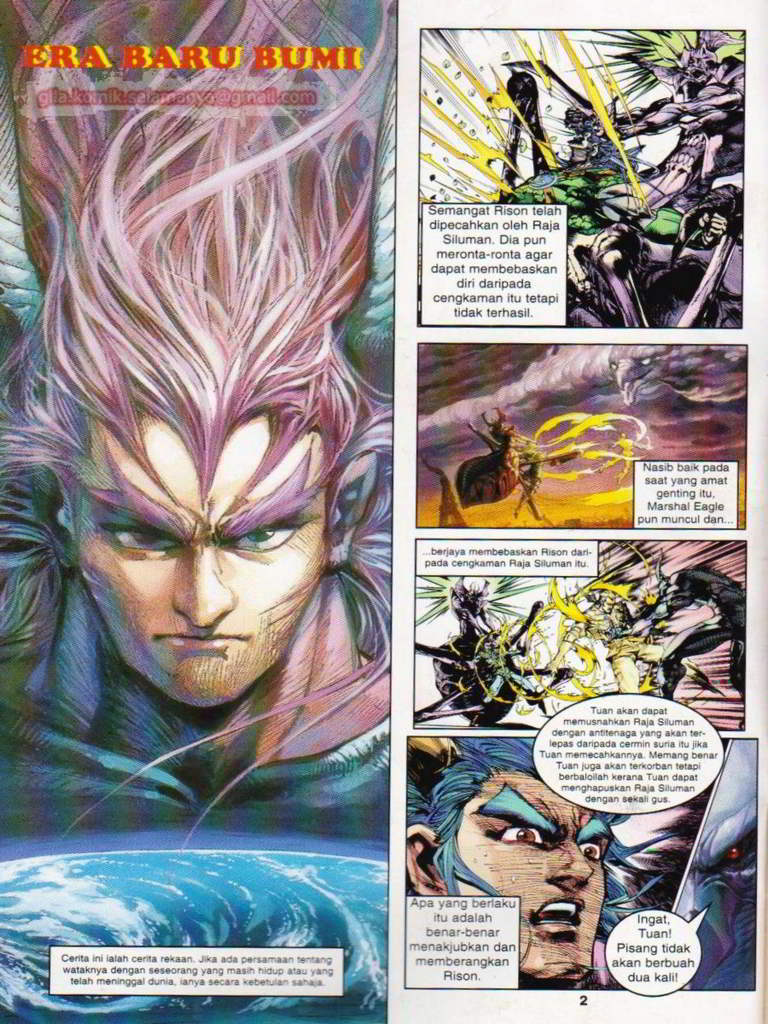 ERA BARU BUMI
gila.komik.selamanya@gmail.com
Cerita ini ialah cerita rekaan. Jika ada persamaan tentang
wataknya dengan seseorang yang masih hidup atau yang
telah meninggal dunia, ianya secara kebetulan sahaja.
Semangat Rison telah
dipecahkan oleh Raja
Siluman. Dia pun
meronta-ronta agar
dapat membebaskan
diri daripada
cengkaman itu tetapi
tidak terhasil.
Nasib baik pada
saat yang amat
genting itu,
Marshal Eagle
pun muncul dan...
...berjaya membebaskan Rison dari-
pada cengkaman Raja Siluman itu.
Tuan akan dapat
memusnahkan Raja Siluman
dengan antitenaga yang akan ter-
lepas daripada cermin suria itu jika
Tuan memecahkannya. Memang benar
Tuan juga akan terkorban tetapi
berbaloilah kerana Tuan dapat
menghapuskan Raja Siluman
dengan sekali gus.
Apa yang berlaku
itu adalah
benar-benar
menakjubkan dan
memberangkan
Rison.
Ingat,
Tuan!
Pisang tidak
akan berbuah
dua kali!
2